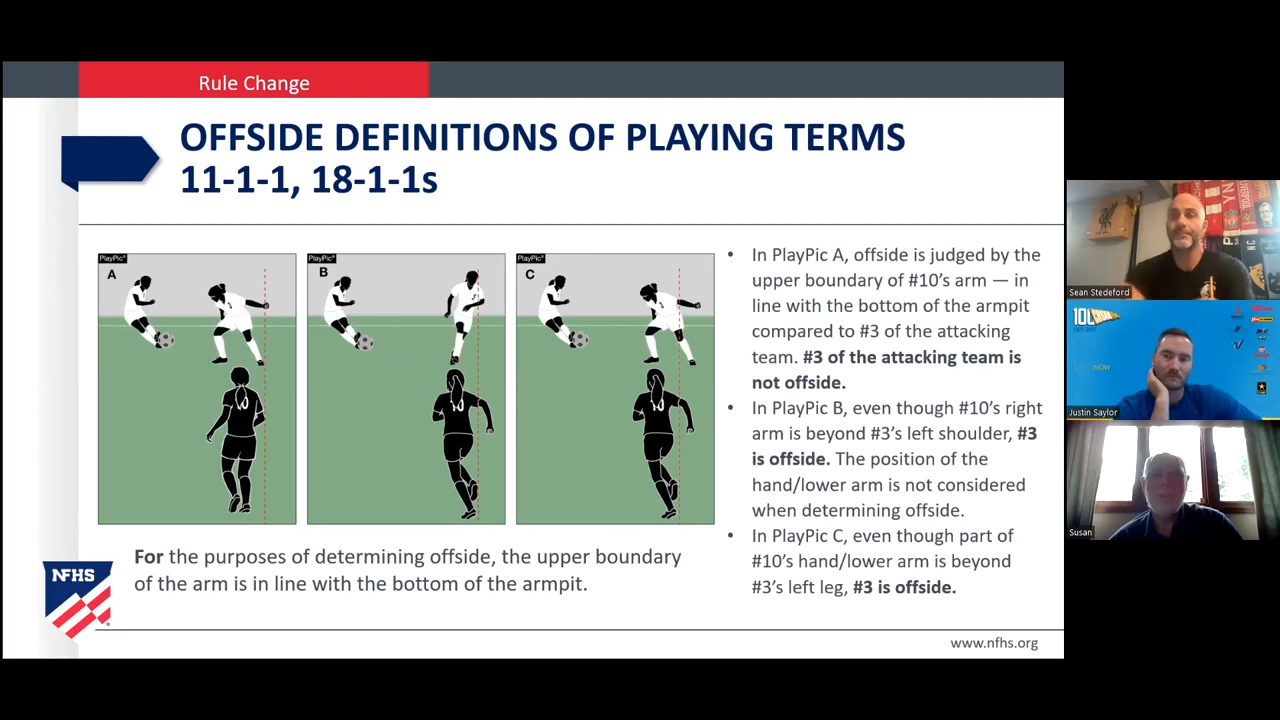 Rule Change
OFFSIDE DEFINITIONS OF PLAYING TERMS
11-1-1, 18-1-1s
PlayPic®
A
PlayPic®
B
PlayPic®
C
For the purposes of determining offside, the upper boundary
of the arm is in line with the bottom of the armpit.
• In PlayPic A, offside is judged by the
upper boundary of #10's arm — in
line with the bottom of the armpit
compared to #3 of the attacking
team. #3 of the attacking team is
not offside.
• In PlayPic B, even though #10's right
arm is beyond #3's left shoulder, #3
is offside. The position of the
hand/lower arm is not considered
when determining offside.
• In PlayPic C, even though part of
#10's hand/lower arm is beyond
#3's left leg, #3 is offside.
NFHS
www.nfhs.org
Sean Stedeford
Justin Saylor
Susan